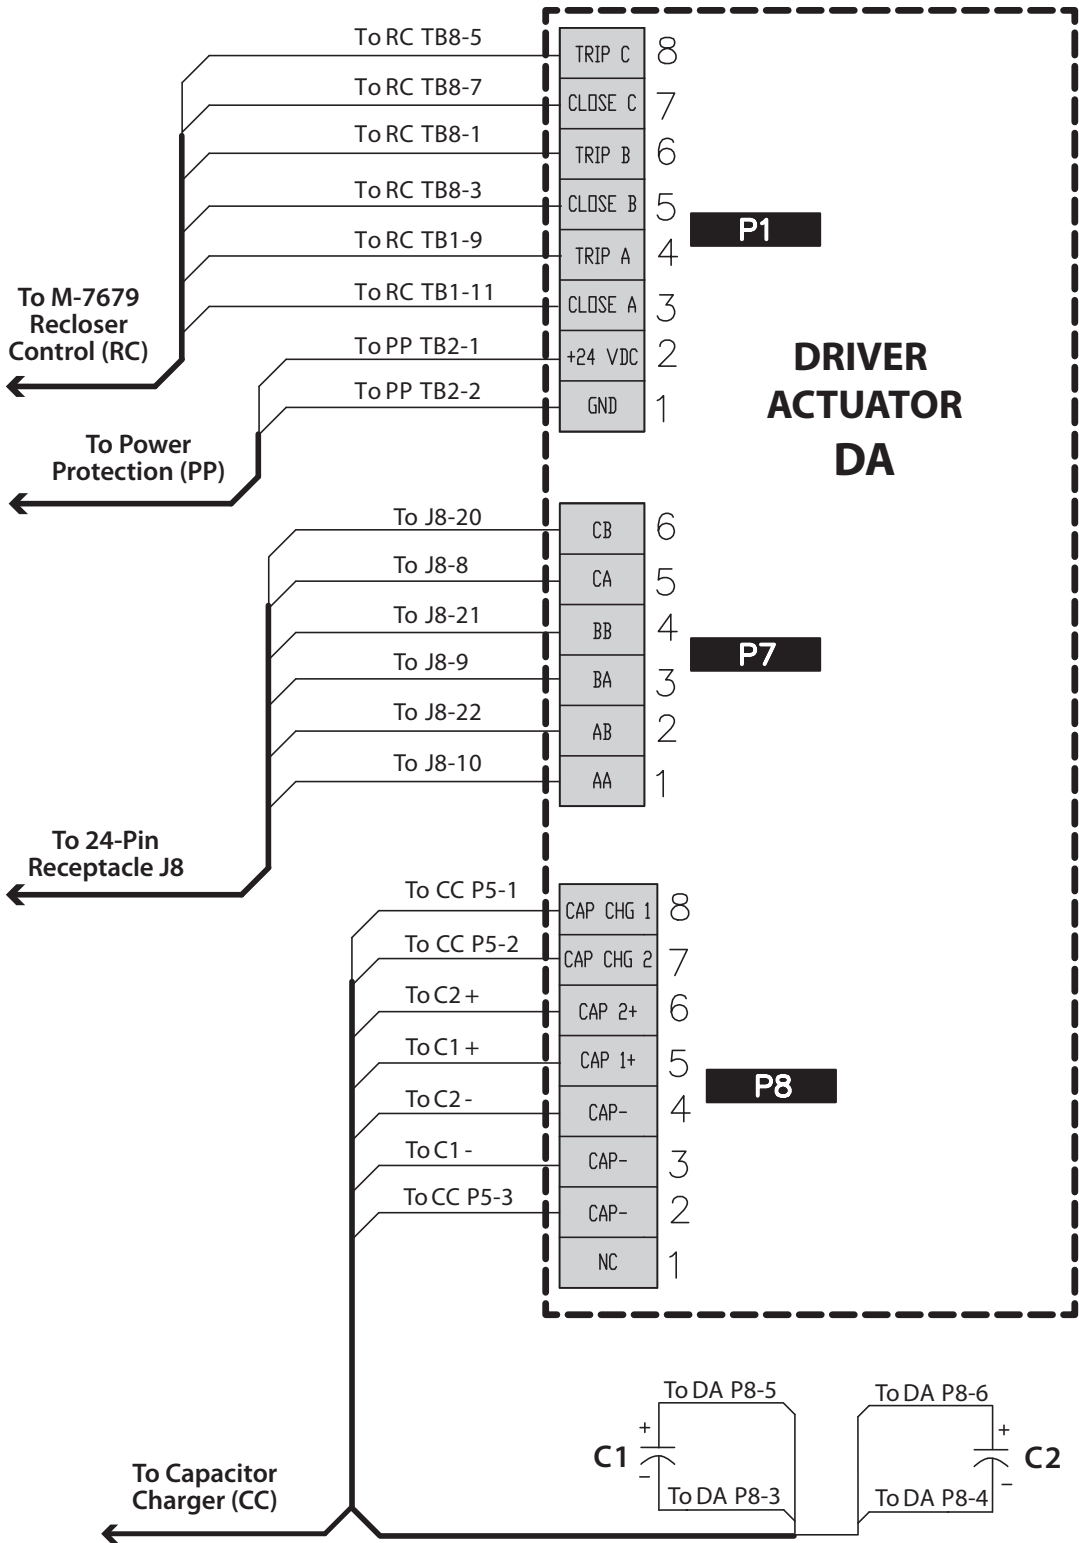 To RC TB8-5
TRIP C 8
To RC TB8-7
CLOSE C 7
To RC TB8-1
TRIP B 6
To RC TB8-3
CLOSE B 5
P1
To RC TB1-9
TRIP A 4
To RC TB1-11
CLOSE A 3
To M-7679
Recloser
Control (RC)
To PP TB2-1
+24 VDC 2
To PP TB2-2
GND 1
To Power
Protection (PP)
DRIVER
ACTUATOR
DA
To J8-20
CB 6
To J8-8
CA 5
To J8-21
BB 4
P7
To J8-9
BA 3
To J8-22
AB 2
To J8-10
AA 1
To 24-Pin
Receptacle J8
To CC P5-1
CAP CHG 1 8
To CC P5-2
CAP CHG 2 7
To C2 +
CAP 2+ 6
To C1 +
CAP 1+ 5
P8
To C2 -
CAP- 4
To C1 -
CAP- 3
To CC P5-3
CAP- 2
NC 1
To DA P8-5
+
C1
−
To DA P8-3
To DA P8-6
+
C2
−
To DA P8-4
To Capacitor
Charger (CC)